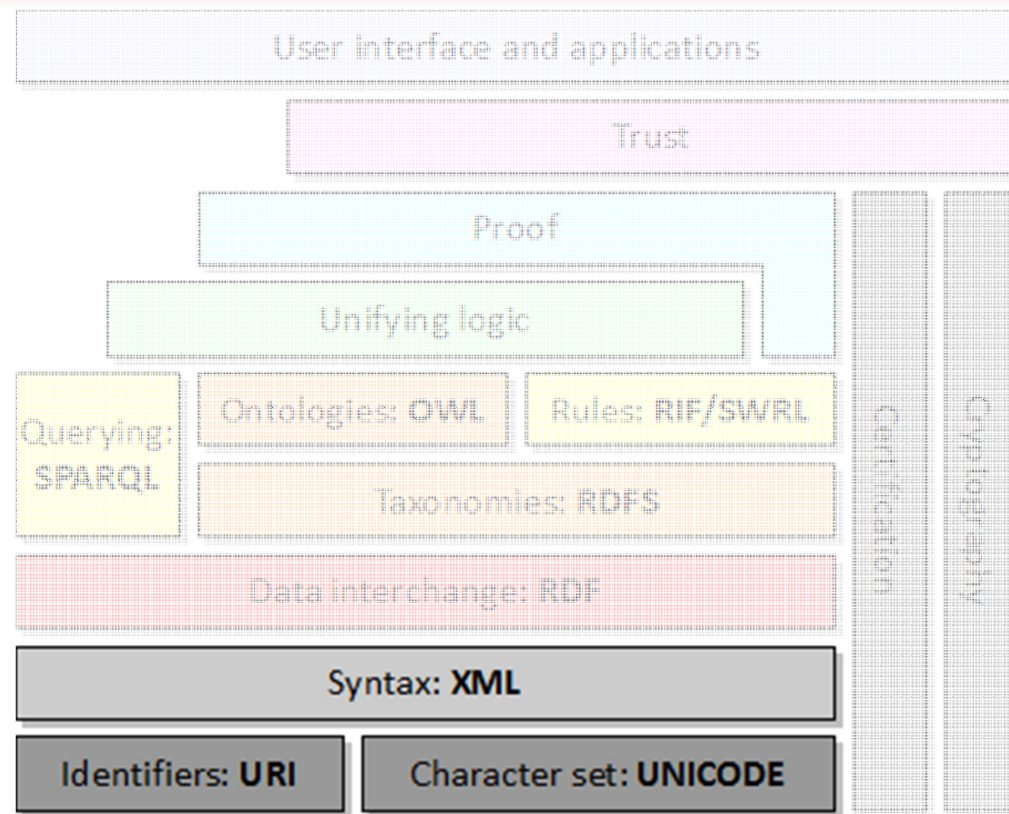 User interface and applications
Trust
Proof
Unifying logic
Querying:
SPARQL
Ontologies: OWL
Rules: RIF/SWRL
Taxonomies: RDFS
Data interchange: RDF
Syntax: XML
Identifiers: URI
Character set: UNICODE
Cryptography